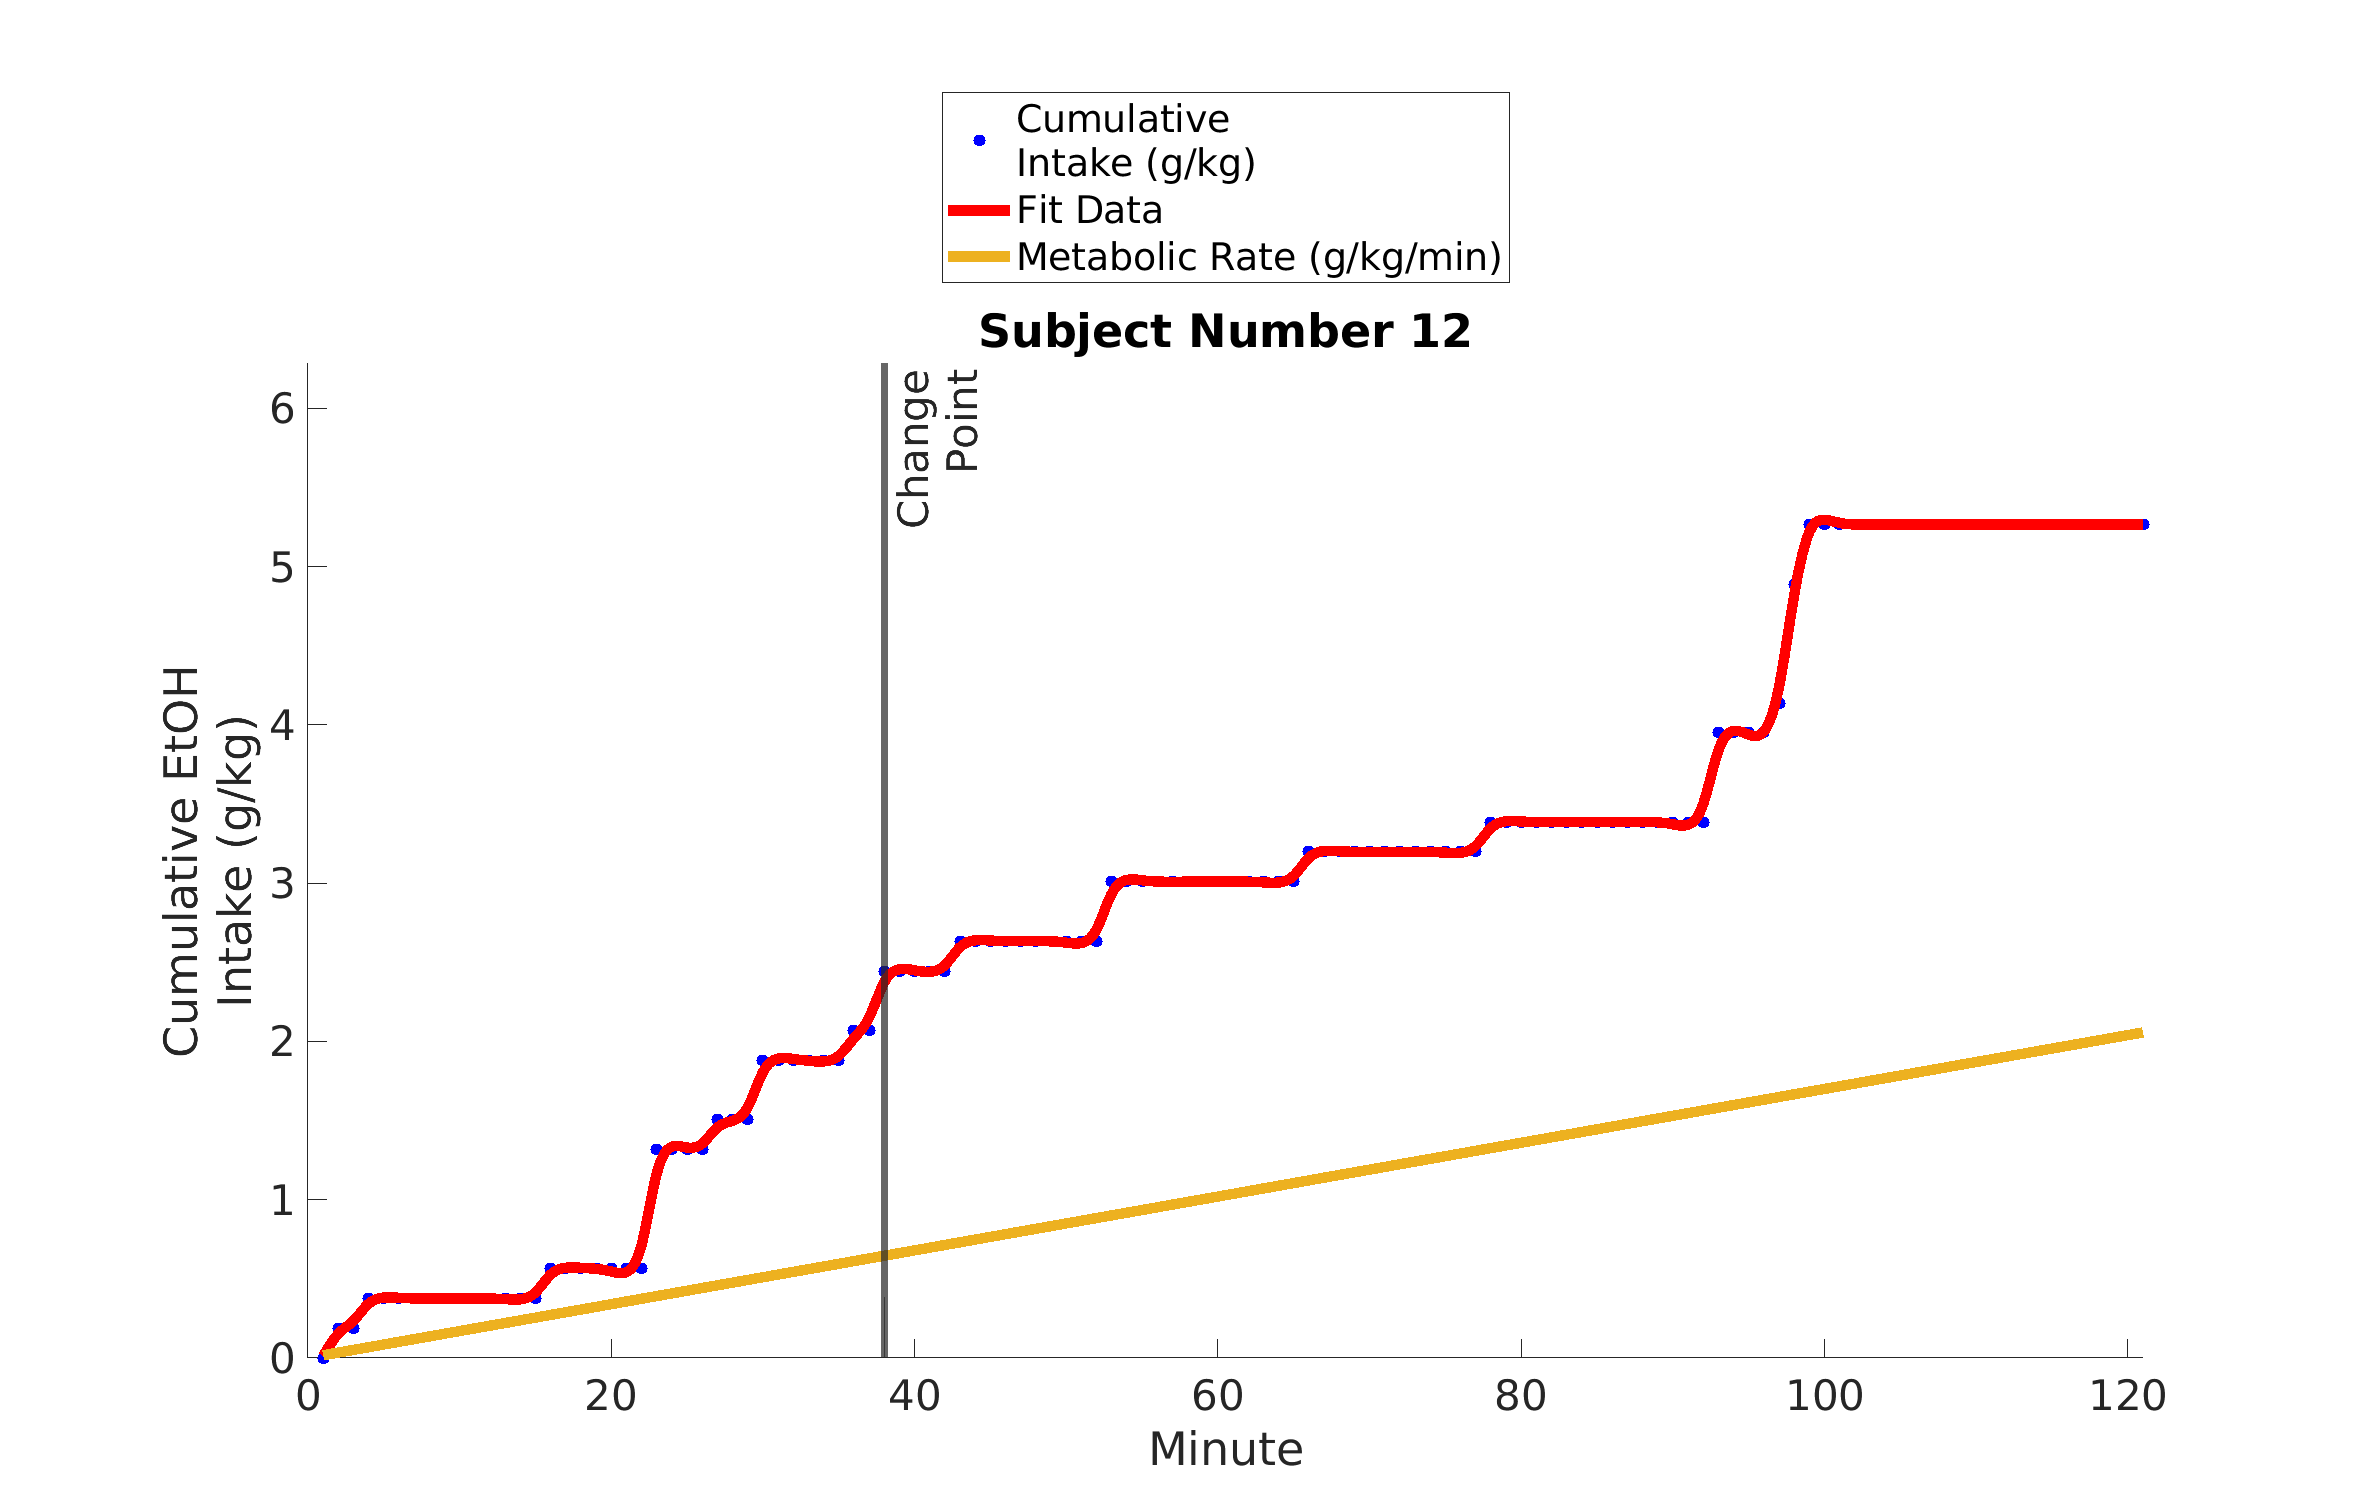 Cumulative
Intake (g/kg)
Fit Data
Metabolic Rate (g/kg/min)
Subject Number 12
Change
Point
Cumulative EtOH
Intake (g/kg)
6
5
4
3
2
1
0
0 20 40 60 80 100 120
Minute